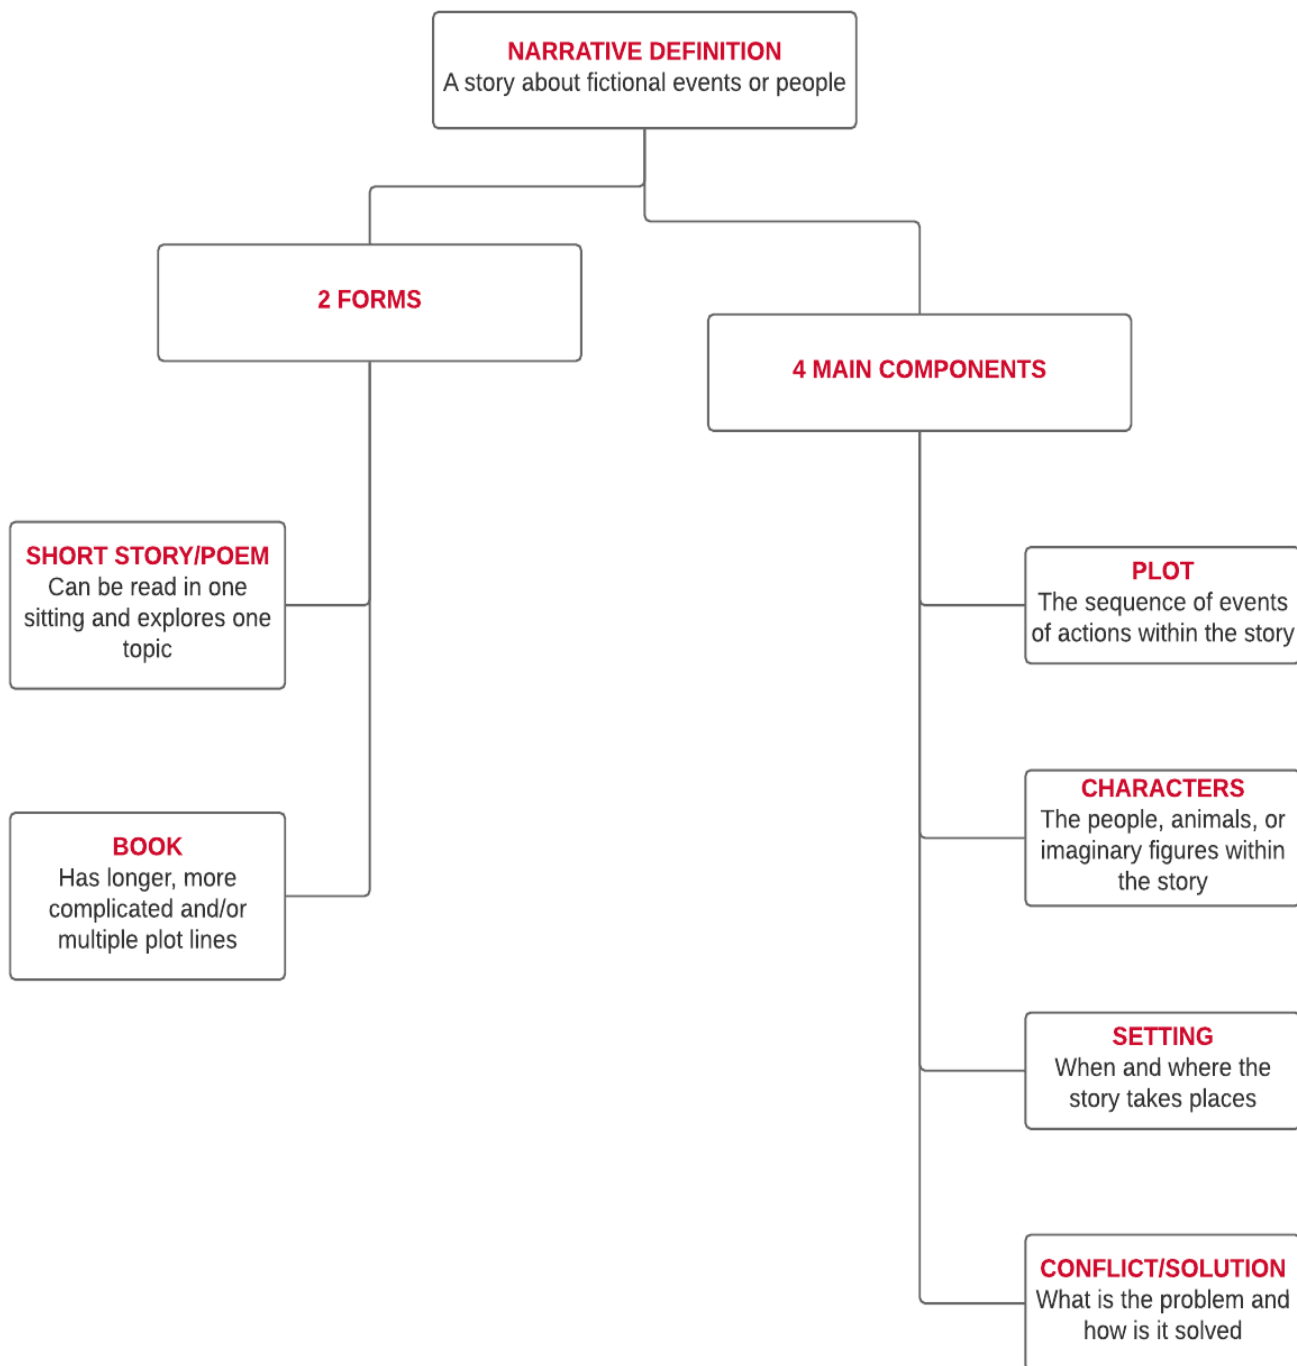 NARRATIVE DEFINITION
A story about fictional events or people
2 FORMS
4 MAIN COMPONENTS
SHORT STORY/POEM
Can be read in one
sitting and explores one
topic
BOOK
Has longer, more
complicated and/or
multiple plot lines
PLOT
The sequence of events
of actions within the story
CHARACTERS
The people, animals, or
imaginary figures within
the story
SETTING
When and where the
story takes places
CONFLICT/SOLUTION
What is the problem and
how is it solved